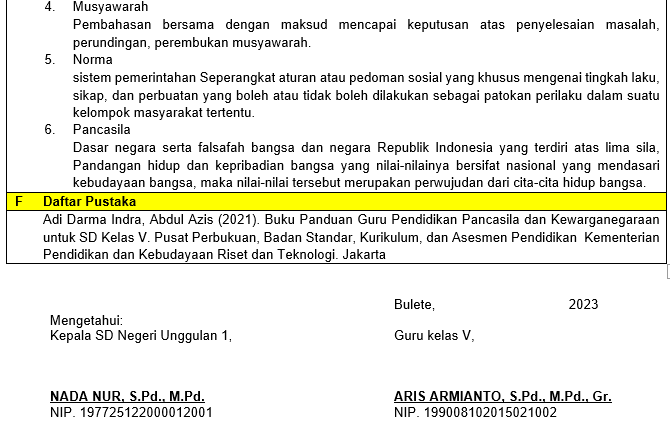 4. Musyawarah
Pembahasan bersama dengan maksud mencapai keputusan atas penyelesaian masalah,
perundingan, perembukan musyawarah.
5. Norma
sistem pemerintahan Seperangkat aturan atau pedoman sosial yang khusus mengenai tingkah laku,
sikap, dan perbuatan yang boleh atau tidak boleh dilakukan sebagai patokan perilaku dalam suatu
kelompok masyarakat tertentu.
6. Pancasila
Dasar negara serta falsafah bangsa dan negara Republik Indonesia yang terdiri atas lima sila,
Pandangan hidup dan kepribadian bangsa yang nilai-nilainya bersifat nasional yang mendasari
kebudayaan bangsa, maka nilai-nilai tersebut merupakan perwujudan dari cita-cita hidup bangsa.
F Daftar Pustaka
Adi Darma Indra, Abdul Azis (2021). Buku Panduan Guru Pendidikan Pancasila dan Kewarganegaraan
untuk SD Kelas V. Pusat Perbukuan, Badan Standar, Kurikulum, dan Asesmen Pendidikan Kementerian
Pendidikan dan Kebudayaan Riset dan Teknologi. Jakarta
Bulete, 2023
Mengetahui:
Kepala SD Negeri Unggulan 1, Guru kelas V,
NADA NUR, S.Pd., M.Pd. ARIS ARMIANTO, S.Pd., M.Pd., Gr.
NIP. 197725122000012001 NIP. 199008102015021002